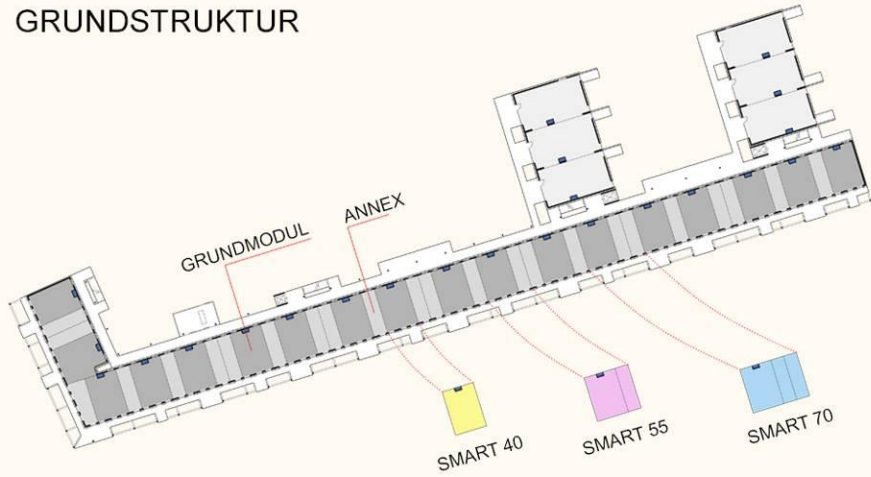 GRUNDSTRUKTUR
GRUNDMODUL
ANNEX
SMART 40
SMART 55
SMART 70